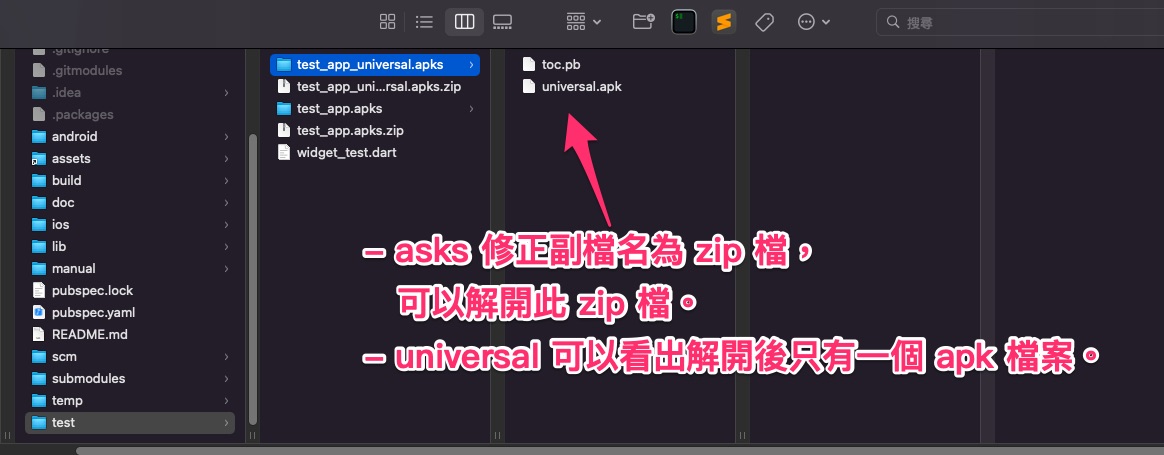 搜尋
.gitignore
.gitmodules
.idea
.packages
android
assets
build
doc
ios
lib
manual
pubspec.lock
pubspec.yaml
README.md
scm
submodules
temp
test
test_app_universal.apks
test_app_uni...rsal.apks.zip
test_app.apks
test_app.apks.zip
widget_test.dart
toc.pb
universal.apk
– asks 修正副檔名為 zip 檔，
可以解開此 zip 檔。
– universal 可以看出解開後只有一個 apk 檔案。